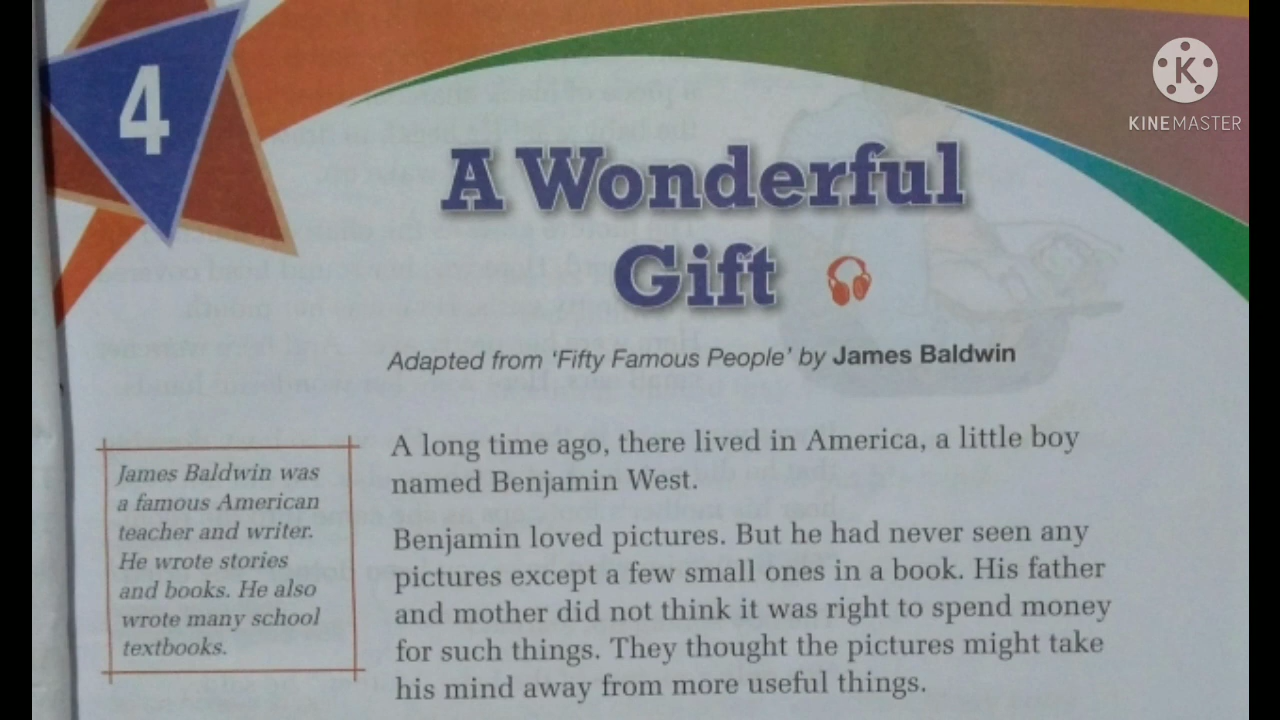 4
KINEMASTER
A Wonderful
Gift
Adapted from 'Fifty Famous People' by James Baldwin
James Baldwin was
a famous American
teacher and writer.
He wrote stories
and books. He also
wrote many school
textbooks.
A long time ago, there lived in America, a little boy
named Benjamin West.
Benjamin loved pictures. But he had never seen any
pictures except a few small ones in a book. His father
and mother did not think it was right to spend money
for such things. They thought the pictures might take
his mind away from more useful things.